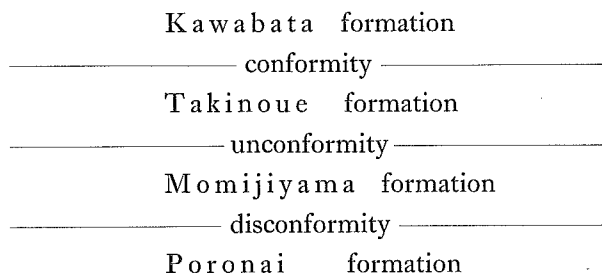 Kawabata formation
conformity
Takinoue formation
unconformity
Momijiyama formation
disconformity
Poronai formation